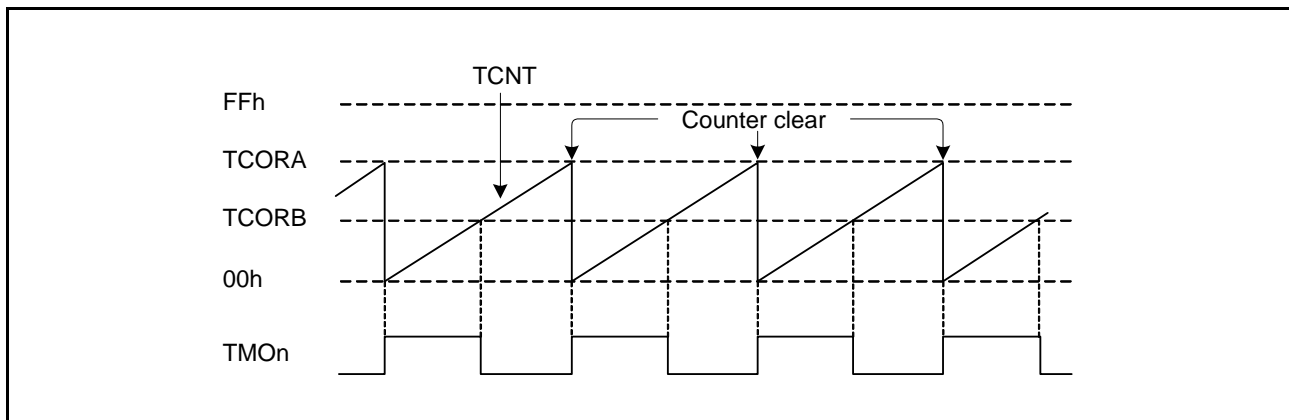 TCNT
FFh
Counter clear
TCORA
TCORB
00h
TMOn